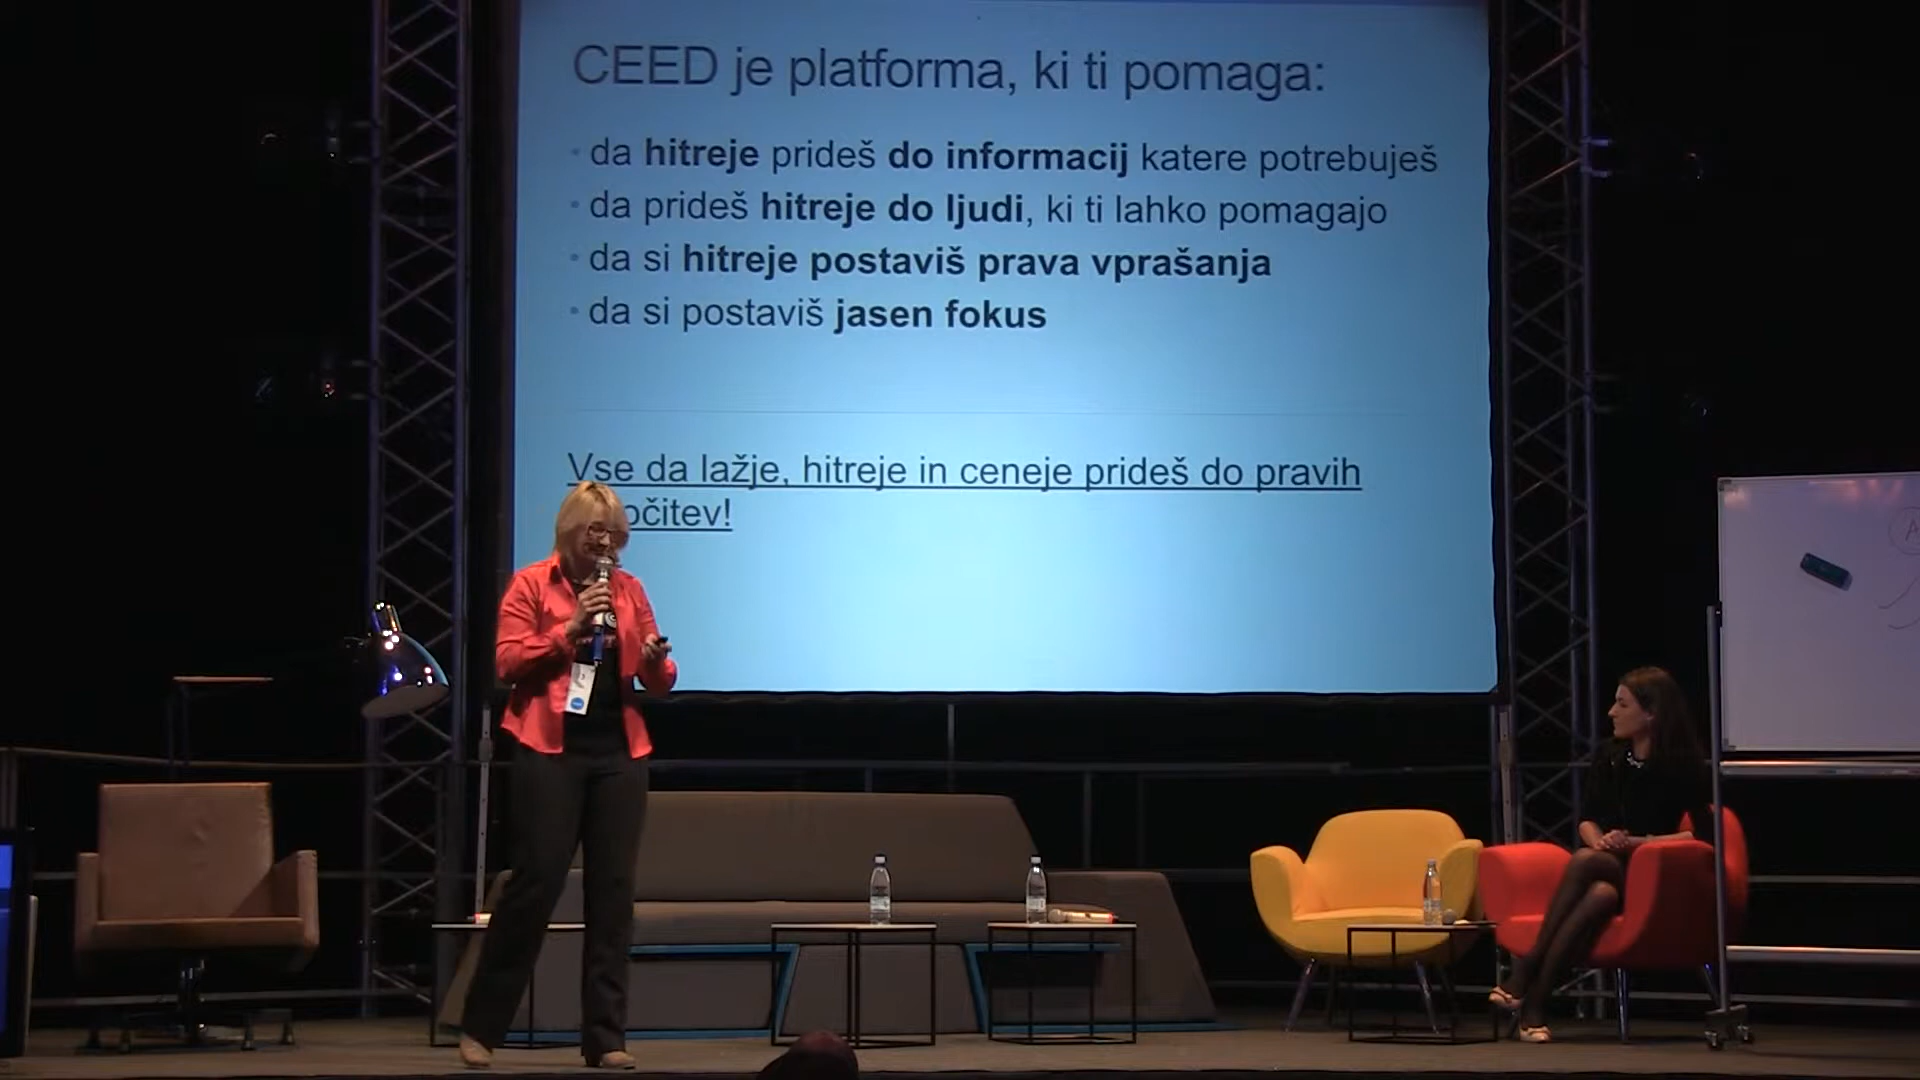 CEED je platforma, ki ti pomaga:
da hitreje prideš do informacij katere potrebuješ
da prideš hitreje do ljudi, ki ti lahko pomagajo
da si hitreje postaviš prava vprašanja
da si postaviš jasen fokus
Vse da lažje, hitreje in ceneje prideš do pravih
očitev!
A